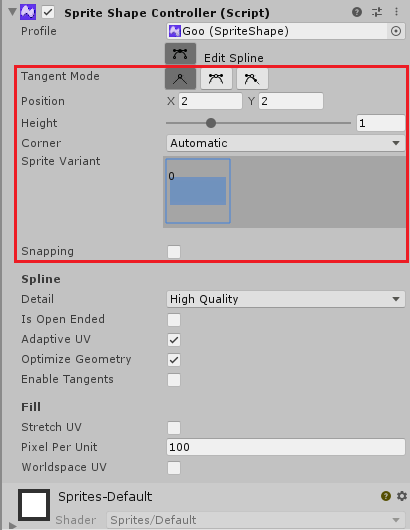 Sprite Shape Controller (Script)
Profile Goo (SpriteShape)
Edit Spline
Tangent Mode
Position X 2 Y 2
Height 1
Corner Automatic
Sprite Variant
0
Snapping
Spline
Detail High Quality
Is Open Ended
Adaptive UV
Optimize Geometry
Enable Tangents
Fill
Stretch UV
Pixel Per Unit 100
Worldspace UV
Sprites-Default
Shader Sprites/Default